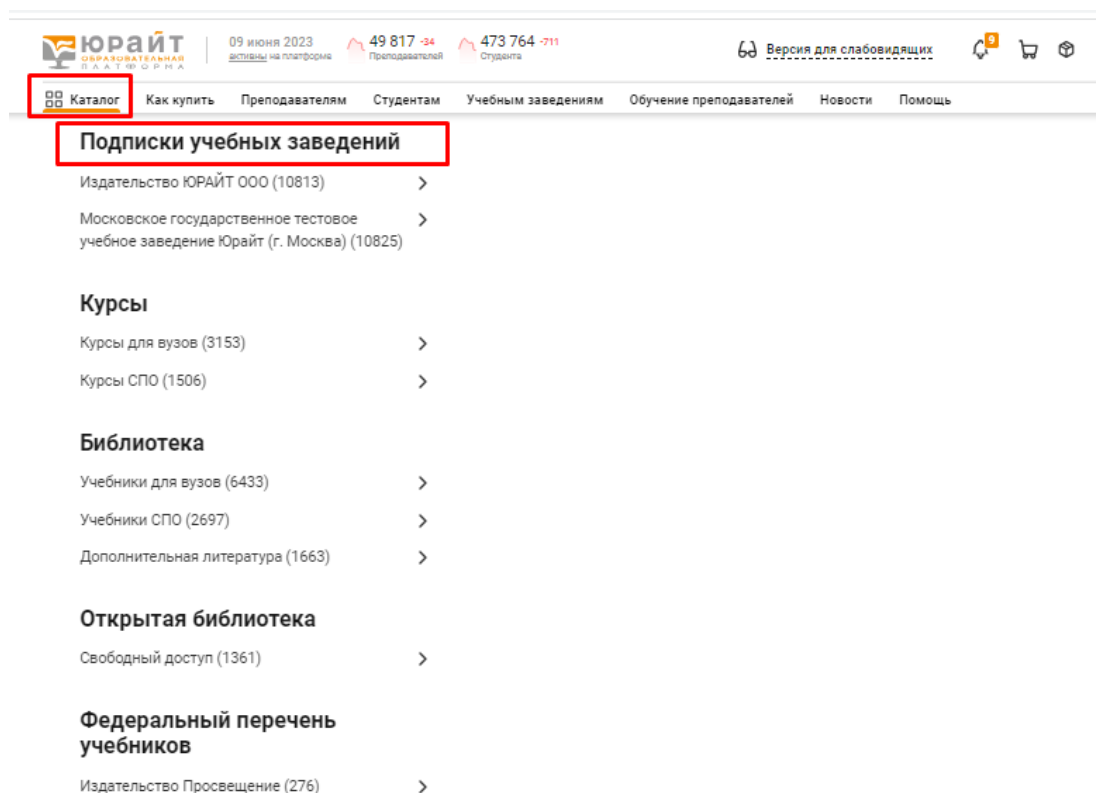 ЮРАЙТ
ОБРАЗОВАТЕЛЬНАЯ
ПЛАТФОРМА
09 июня 2023
активны на платформе
49 817 -34
Преподавателей
473 764 -711
Студента
Версия для слабовидящих
9
Каталог Как купить Преподавателям Студентам Учебным заведениям Обучение преподавателей Новости Помощь
Подписки учебных заведений
Издательство ЮРАЙТ ООО (10813)
Московское государственное тестовое
учебное заведение Юрайт (г. Москва) (10825)
Курсы
Курсы для вузов (3153)
Курсы СПО (1506)
Библиотека
Учебники для вузов (6433)
Учебники СПО (2697)
Дополнительная литература (1663)
Открытая библиотека
Свободный доступ (1361)
Федеральный перечень
учебников
Издательство Просвещение (276)